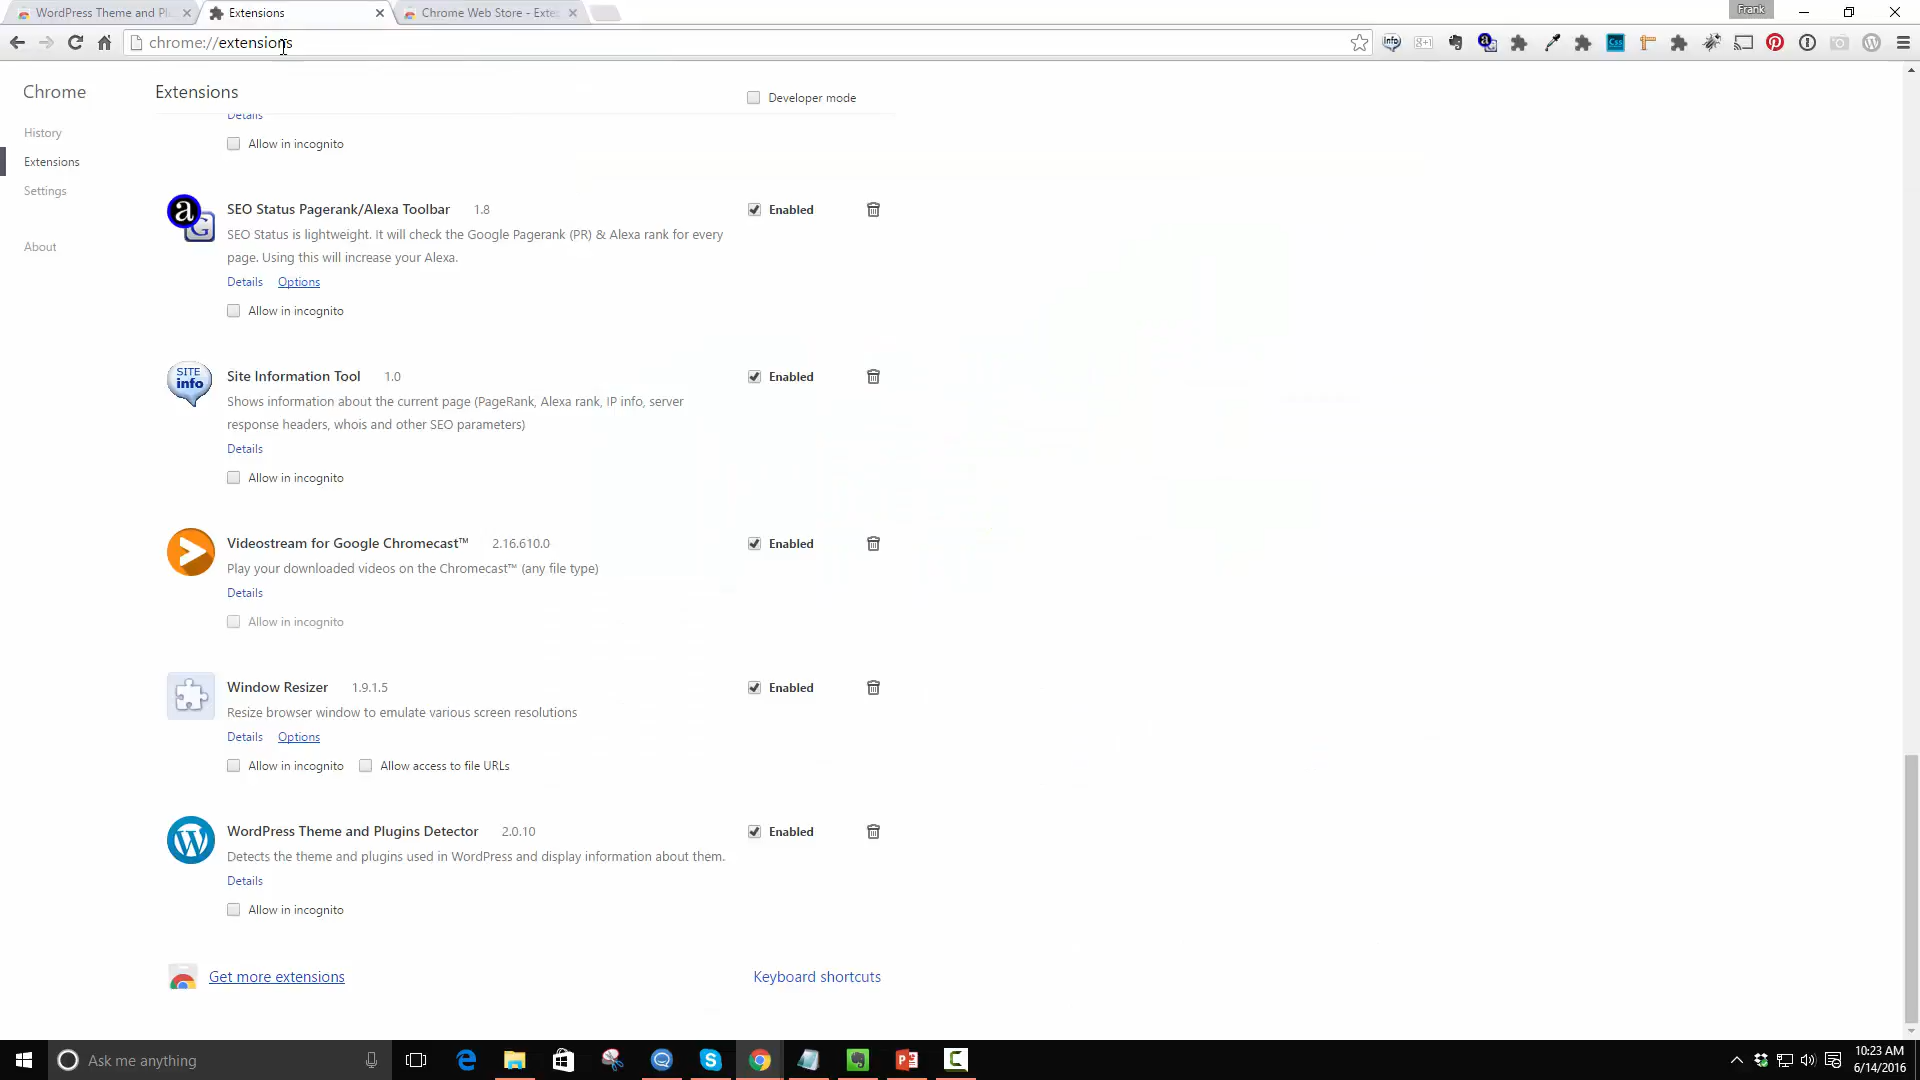 WordPress Theme and Pl
Extensions
Chrome Web Store - Exte
Frank
chrome://extensions
Chrome
Extensions
Developer mode
History
Extensions
Settings
About
Details
Allow in incognito
SEO Status Pagerank/Alexa Toolbar 1.8
Enabled
SEO Status is lightweight. It will check the Google Pagerank (PR) & Alexa rank for every
page. Using this will increase your Alexa.
Details Options
Allow in incognito
SITE
info
Site Information Tool 1.0
Enabled
Shows information about the current page (PageRank, Alexa rank, IP info, server
response headers, whois and other SEO parameters)
Details
Allow in incognito
Videostream for Google Chromecast™ 2.16.610.0
Enabled
Play your downloaded videos on the Chromecast™ (any file type)
Details
Allow in incognito
Window Resizer 1.9.1.5
Enabled
Resize browser window to emulate various screen resolutions
Details Options
Allow in incognito Allow access to file URLs
WordPress Theme and Plugins Detector 2.0.10
Enabled
Detects the theme and plugins used in WordPress and display information about them.
Details
Allow in incognito
Get more extensions
Keyboard shortcuts
Ask me anything
10:23 AM
6/14/2016